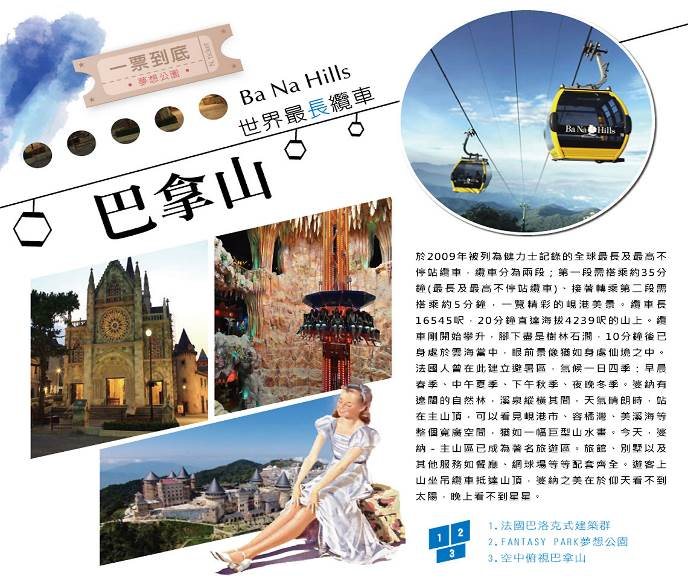 一票到底
•夢想公園•
Ba Na Hills
世界最長纜車
巴拿山
Ba Na Hills
於2009年被列為健力士記錄的全球最長及最高不
停站纜車，纜車分為兩段；第一段需搭乘約35分
鐘(最長及最高不停站纜車)、接著轉乘第二段需
搭乘約5分鐘，一覽精彩的峴港美景。纜車長
16545呎，20分鐘直達海拔4239呎的山上。纜
車剛開始攀升，腳下盡是樹林石澗，10分鐘後已
身處於雲海當中，眼前景像猶如身處仙境之中。
法國人曾在此建立避暑區，氣候一日四季：早晨
春季、中午夏季、下午秋季、夜晚冬季。婆納有
遼闊的自然林，溪泉縱橫其間，天氣晴朗時，站
在主山頂，可以看見峴港市、容橘灣、美溪海等
整個寬廣空間，猶如一幅巨型山水畫。今天，婆
納－主山區已成為著名旅遊區。旅館、別墅以及
其他服務如餐廳、網球場等等配套齊全。遊客上
山坐吊纜車抵達山頂，婆納之美在於仰天看不到
太陽，晚上看不到星星。
1 2
3
1.法國巴洛克式建築群
2.FANTASY PARK夢想公園
3.空中俯視巴拿山